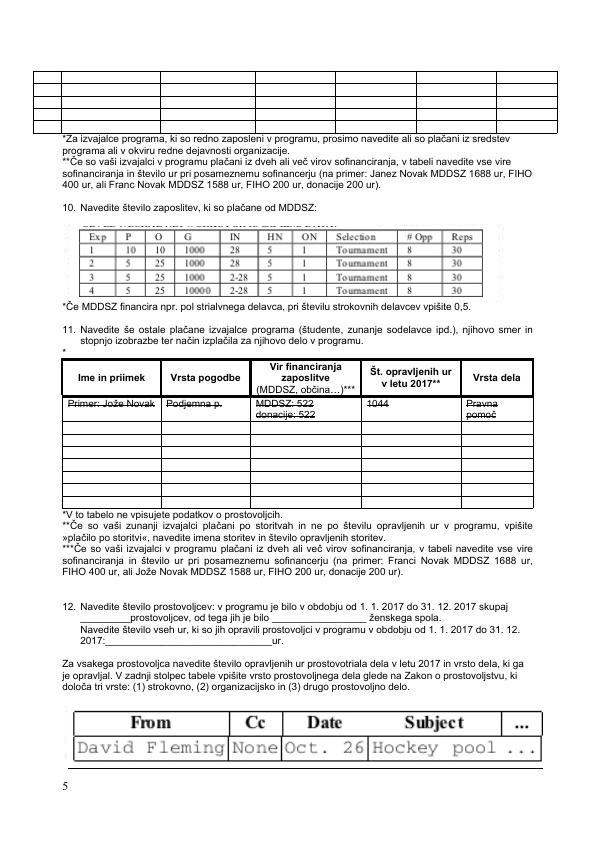 *Za izvajalce programa, ki so redno zaposleni v programu, prosimo navedite ali so plačani iz sredstev
programa ali v okviru redne dejavnosti organizacije.
**Če so vaši izvajalci v programu plačani iz dveh ali več virov sofinanciranja, v tabeli navedite vse vire
sofinanciranja in število ur pri posameznemu sofinancerju (na primer: Janez Novak MDDSZ 1688 ur, FIHO
400 ur, ali Franc Novak MDDSZ 1588 ur, FIHO 200 ur, donacije 200 ur).
10. Navedite število zaposlitev, ki so plačane od MDDSZ:
Exp P O G IN HN ON Selection # Opp Reps
1 10 10 1000 28 5 1 Tournament 8 30
2 5 25 1000 28 5 1 Tournament 8 30
3 5 25 1000 2-28 5 1 Tournament 8 30
4 5 25 10000 2-28 5 1 Tournament 8 30
*Če MDDSZ financira npr. pol strialvnega delavca, pri številu strokovnih delavcev vpišite 0,5.
11. Navedite še ostale plačane izvajalce programa (študente, zunanje sodelavce ipd.), njihovo smer in
stopnjo izobrazbe ter način izplačila za njihovo delo v programu.
*
Ime in priimek Vrsta pogodbe Vir financiranja zaposlitve (MDDSZ, občina…)*** Št. opravljenih ur v letu 2017** Vrsta dela
Primer: Jože Novak Podjemna p. MDDSZ: 522 1044 Pravna
donacije: 522 pomoč
*V to tabelo ne vpisujete podatkov o prostovoljcih.
**Če so vaši zunanji izvajalci plačani po storitvah in ne po številu opravljenih ur v programu, vpišite
»plačilo po storitvi«, navedite imena storitev in število opravljenih storitev.
***Če so vaši izvajalci v programu plačani iz dveh ali več virov sofinanciranja, v tabeli navedite vse vire
sofinanciranja in število ur pri posameznemu sofinancerju (na primer: Franci Novak MDDSZ 1688 ur,
FIHO 400 ur, ali Jože Novak MDDSZ 1588 ur, FIHO 200 ur, donacije 200 ur).
12. Navedite število prostovoljcev: v programu je bilo v obdobju od 1. 1. 2017 do 31. 12. 2017 skupaj
_________prostovoljcev, od tega jih je bilo _________________ ženskega spola.
Navedite število vseh ur, ki so jih opravili prostovoljci v programu v obdobju od 1. 1. 2017 do 31. 12.
2017:______________________________ur.
Za vsakega prostovoljca navedite število opravljenih ur prostovotriala dela v letu 2017 in vrsto dela, ki ga
je opravljal. V zadnji stolpec tabele vpišite vrsto prostovoljnega dela glede na Zakon o prostovoljstvu, ki
določa tri vrste: (1) strokovno, (2) organizacijsko in (3) drugo prostovoljno delo.
From Cc Date Subject ...
David Fleming None Oct. 26 Hockey pool ...
5